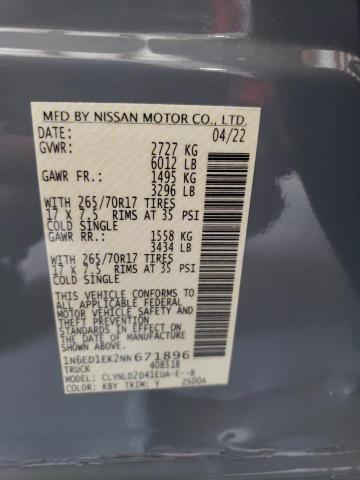 MFD BY NISSAN MOTOR CO., LTD.
DATE: 04/22
GVWR: 2727 KG
6012 LB
GAWR FR.: 1495 KG
3296 LB
WITH 265/70R17 TIRES
17 X 7.5 RIMS AT 35 PSI
COLD SINGLE
GAWR RR.: 1558 KG
3434 LB
WITH 265/70R17 TIRES
17 X 7.5 RIMS AT 35 PSI
COLD SINGLE
THIS VEHICLE CONFORMS TO
ALL APPLICABLE FEDERAL
MOTOR VEHICLE SAFETY AND
THEFT PREVENTION
STANDARDS IN EFFECT ON THE
DATE OF MANUFACTURE
SHOWN ABOVE.
1N6ED1EK2NN671896
408518
MODEL: CLYNLD2D41EUA-E--B
COLOR: KBY TRIM: Y 2500A